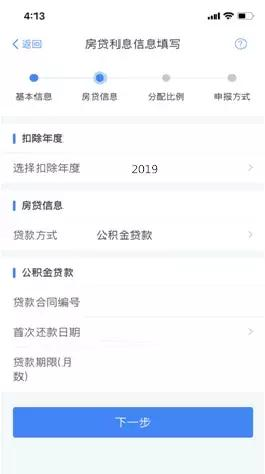 4:13
返回
房贷利息信息填写
?
基本信息
房贷信息
分配比例
申报方式
扣除年度
选择扣除年度 2019
房贷信息
贷款方式 公积金贷款
公积金贷款
贷款合同编号
首次还款日期
贷款期限(月
数)
下一步